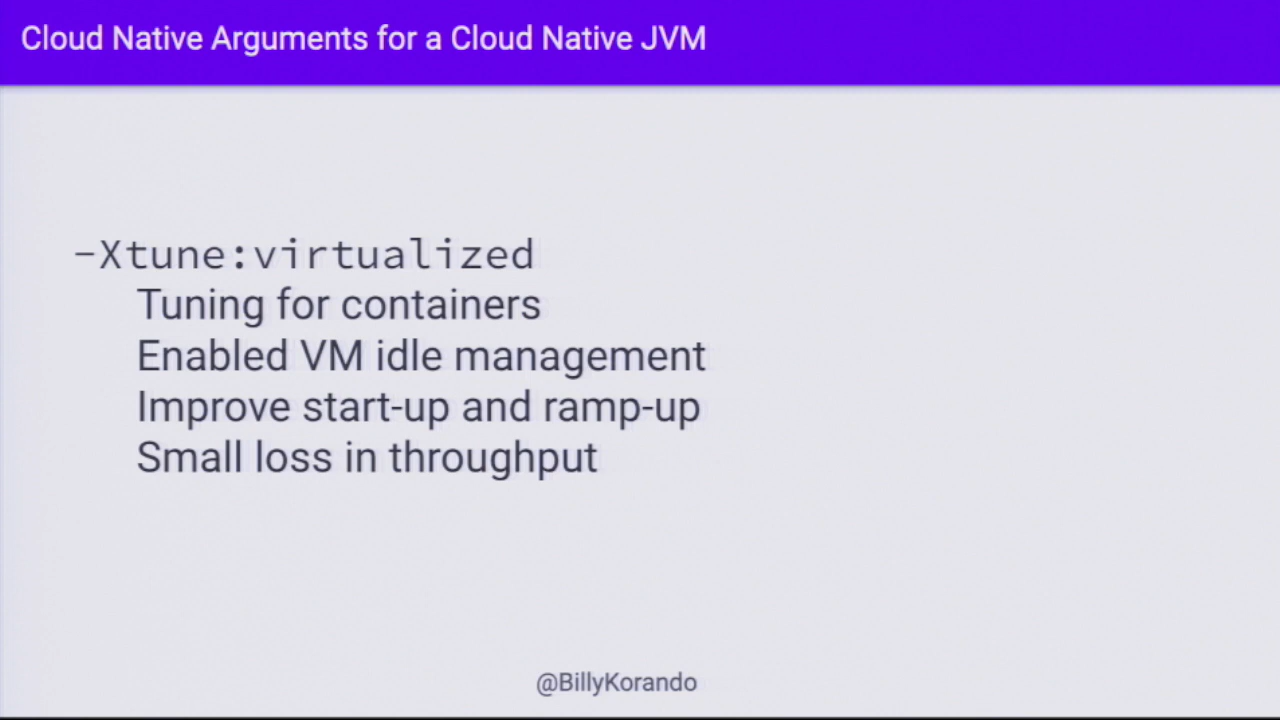 Cloud Native Arguments for a Cloud Native JVM
-Xtune:virtualized
Tuning for containers
Enabled VM idle management
Improve start-up and ramp-up
Small loss in throughput
@BillyKorando